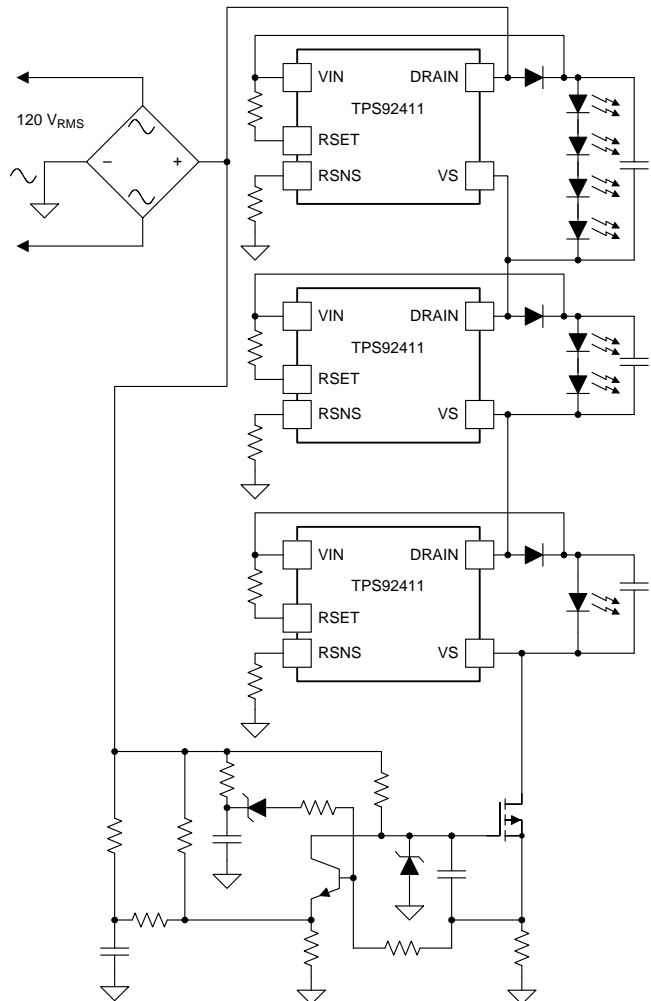 120 VRMS
−
+
VIN
DRAIN
TPS92411
RSET
RSNS
VS
VIN
DRAIN
TPS92411
RSET
RSNS
VS
VIN
DRAIN
TPS92411
RSET
RSNS
VS